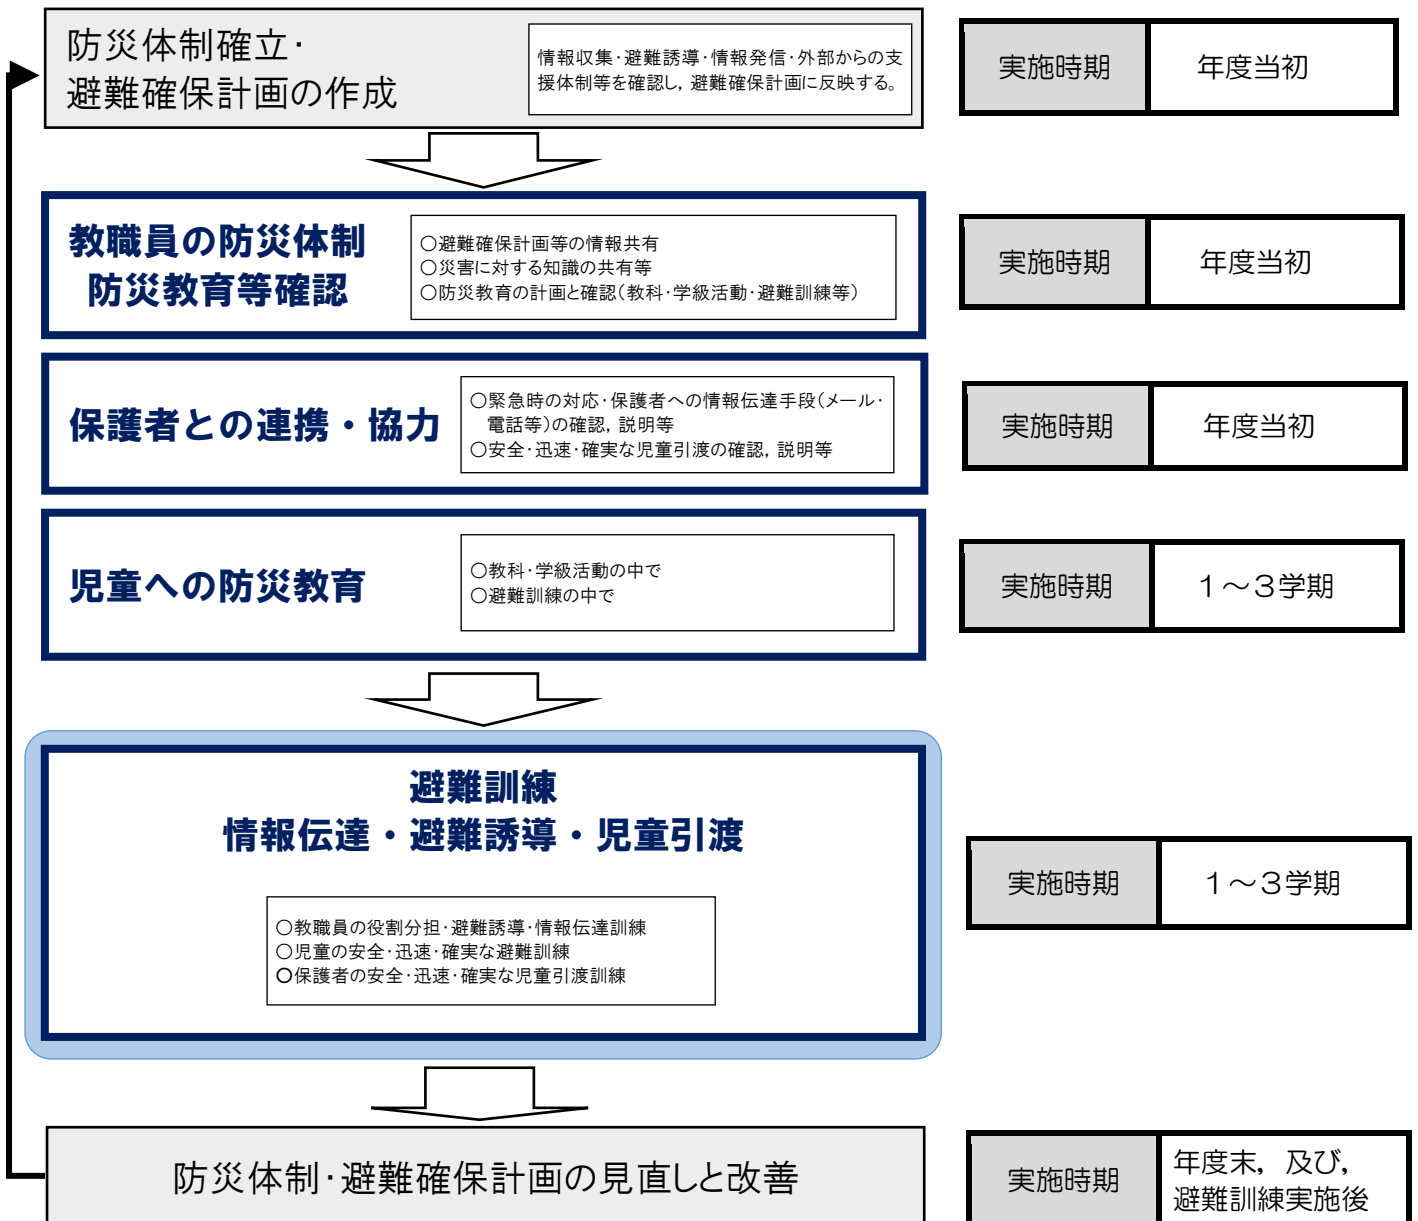 防災体制確立・
避難確保計画の作成
情報収集・避難誘導・情報発信・外部からの支
援体制等を確認し，避難確保計画に反映する。
実施時期
年度当初
教職員の防災体制
防災教育等確認
○避難確保計画等の情報共有
○災害に対する知識の共有等
○防災教育の計画と確認（教科・学級活動・避難訓練等）
実施時期
年度当初
保護者との連携・協力
○緊急時の対応・保護者への情報伝達手段（メール・
電話等）の確認，説明等
○安全・迅速・確実な児童引渡の確認，説明等
実施時期
年度当初
児童への防災教育
○教科・学級活動の中で
○避難訓練の中で
実施時期
１～３学期
避難訓練
情報伝達・避難誘導・児童引渡
○教職員の役割分担・避難誘導・情報伝達訓練
○児童の安全・迅速・確実な避難訓練
○保護者の安全・迅速・確実な児童引渡訓練
実施時期
１～３学期
防災体制・避難確保計画の見直しと改善
実施時期
年度末，及び，
避難訓練実施後